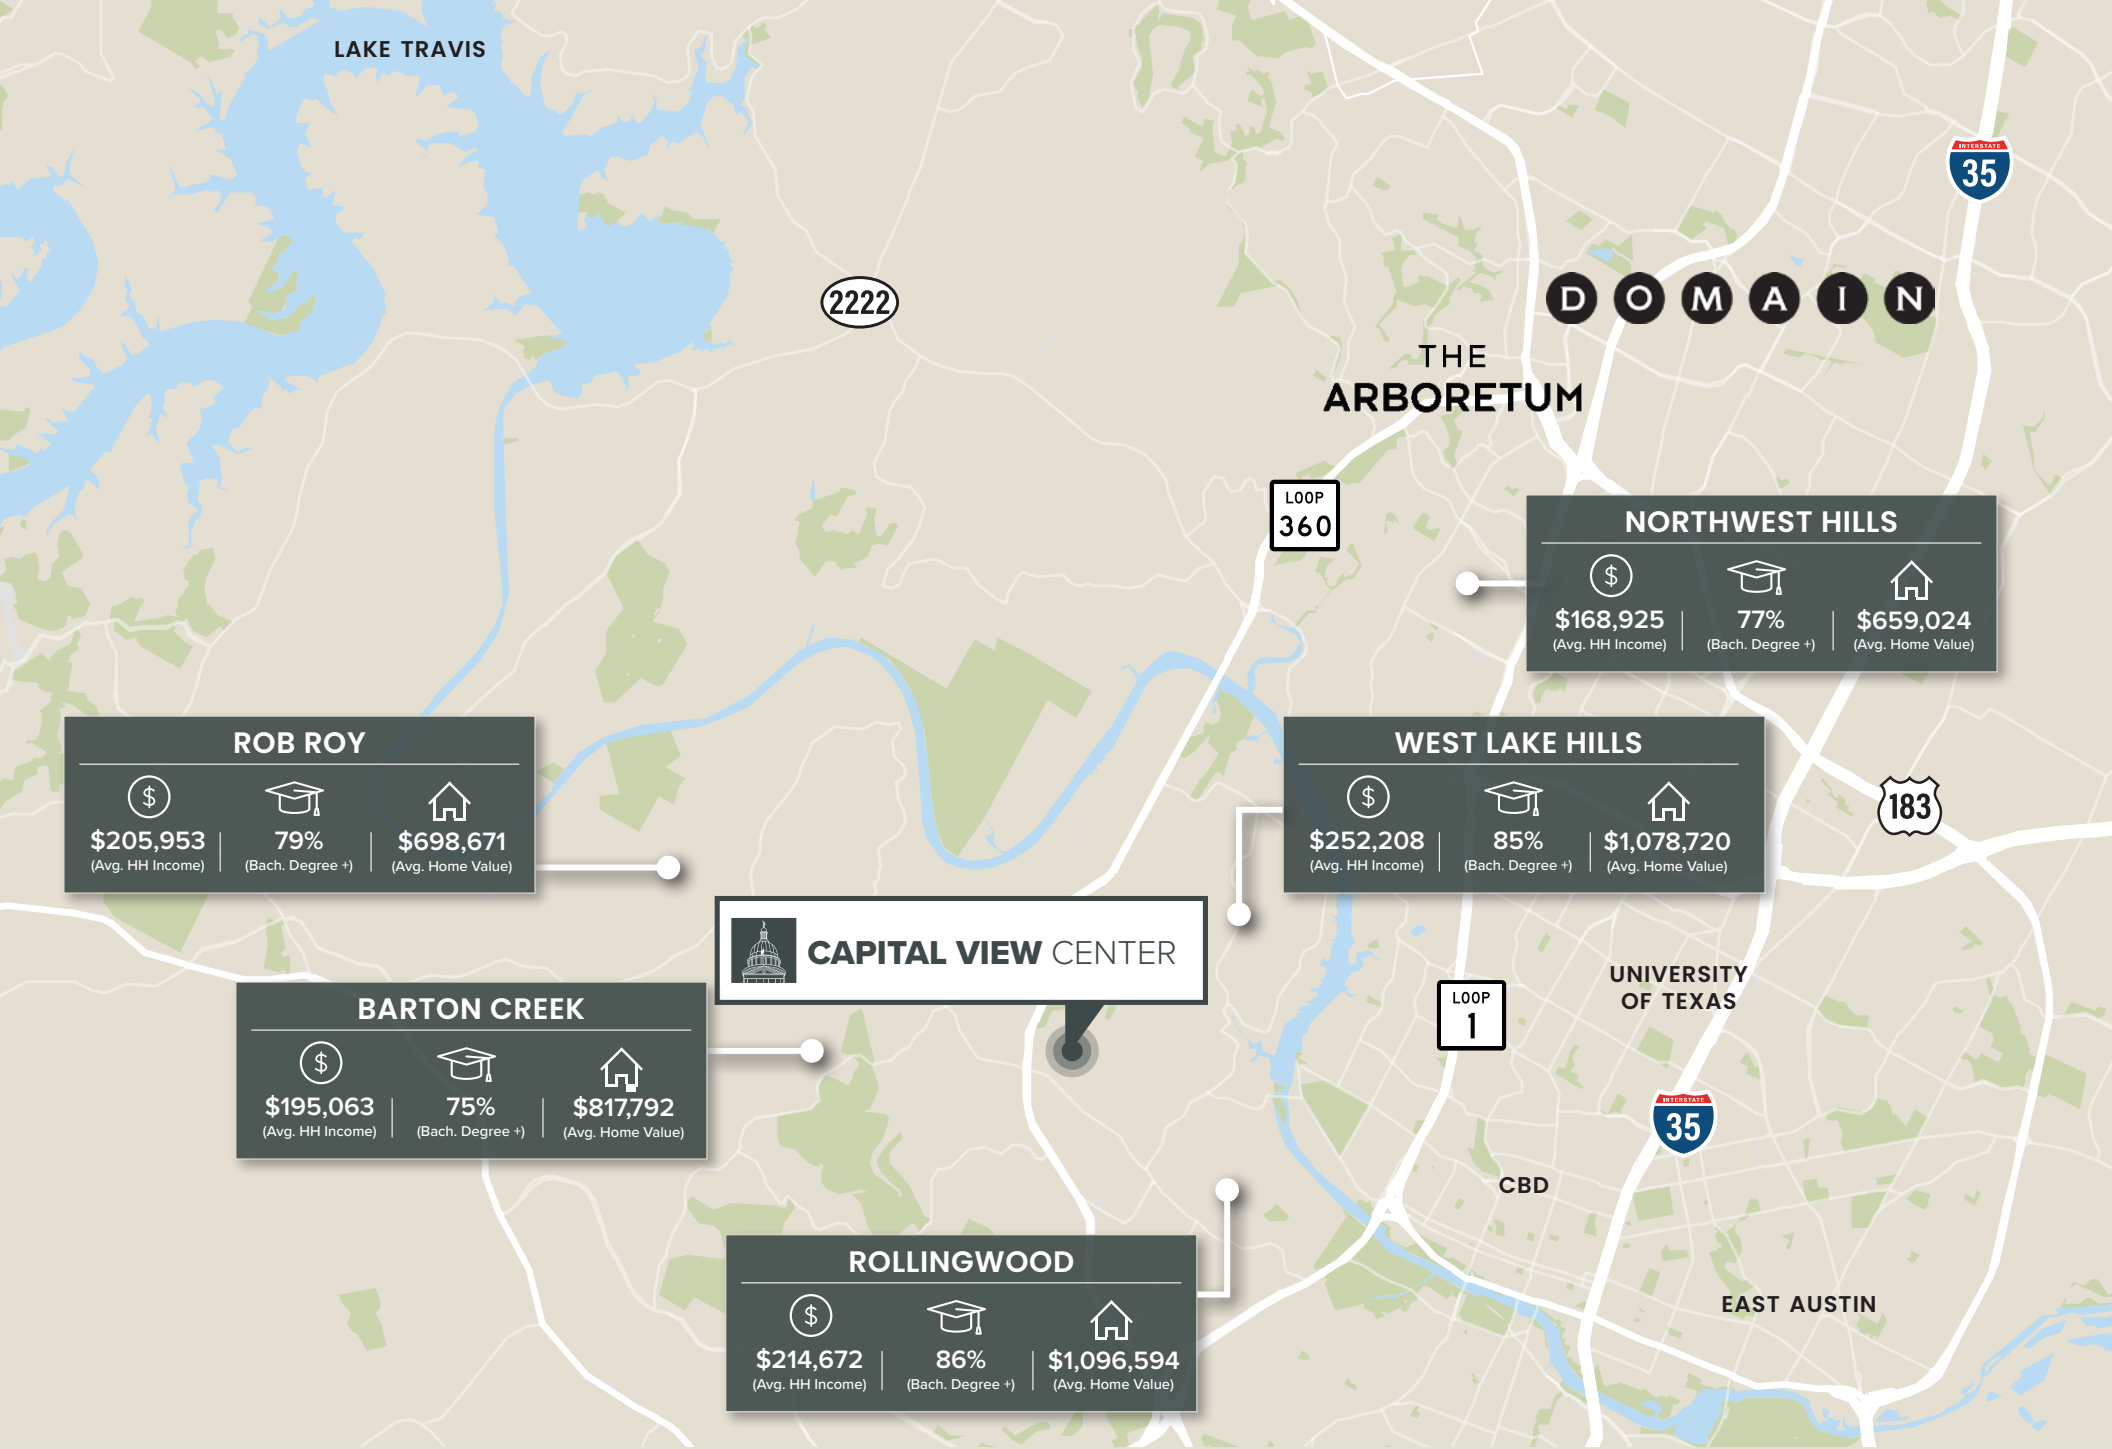 LAKE TRAVIS
INTERSTATE
35
2222
DOMAIN
THE
ARBORETUM
LOOP
360
NORTHWEST HILLS
$
$168,925
(Avg. HH Income)
77%
(Bach. Degree +)
$659,024
(Avg. Home Value)
ROB ROY
$
$205,953
(Avg. HH Income)
79%
(Bach. Degree +)
$698,671
(Avg. Home Value)
WEST LAKE HILLS
$
$252,208
(Avg. HH Income)
85%
(Bach. Degree +)
$1,078,720
(Avg. Home Value)
183
CAPITAL VIEW CENTER
UNIVERSITY
OF TEXAS
BARTON CREEK
$
$195,063
(Avg. HH Income)
75%
(Bach. Degree +)
$817,792
(Avg. Home Value)
LOOP
1
INTERSTATE
35
CBD
ROLLINGWOOD
$
$214,672
(Avg. HH Income)
86%
(Bach. Degree +)
$1,096,594
(Avg. Home Value)
EAST AUSTIN